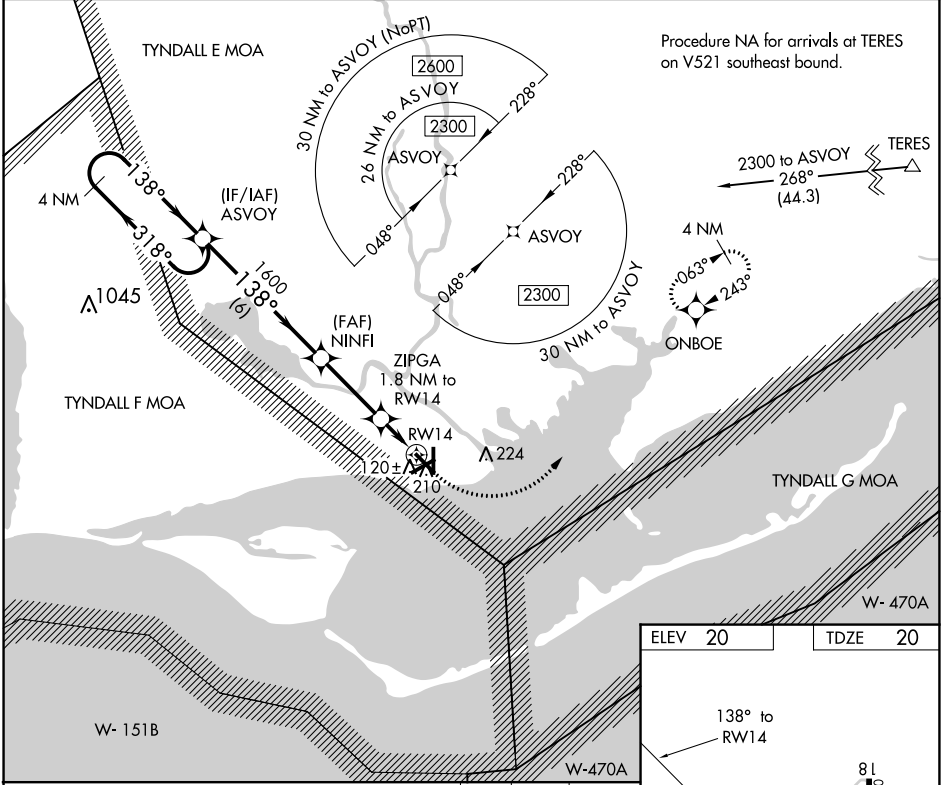 TYNDALL E MOA
30 NM to ASVOY (NoPT)
2600
26 NM to ASVOY
2300
228°
ASVOY
048°
Procedure NA for arrivals at TERES
on V521 southeast bound.
TERES
2300 to ASVOY
268°
(44.3)
4 NM
138°
318°
(IF/IAF)
ASVOY
228°
ASVOY
048°
2300
30 NM to ASVOY
4 NM
063°
243°
ONBOE
1045
1600
138°
(6)
(FAF)
NINFI
ZIPGA
1.8 NM to
RW14
TYNDALL F MOA
RW14
120±
210
224
TYNDALL G MOA
W-470A
W-151B
W-470A
ELEV 20
TDZE 20
138° to
RW14
18